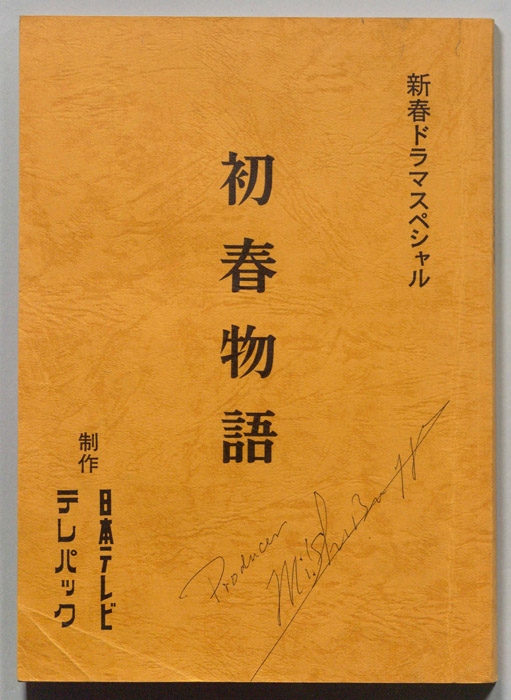 新春ドラマスペシャル
初春物語
制作
日本テレビ
テレパック
Producer